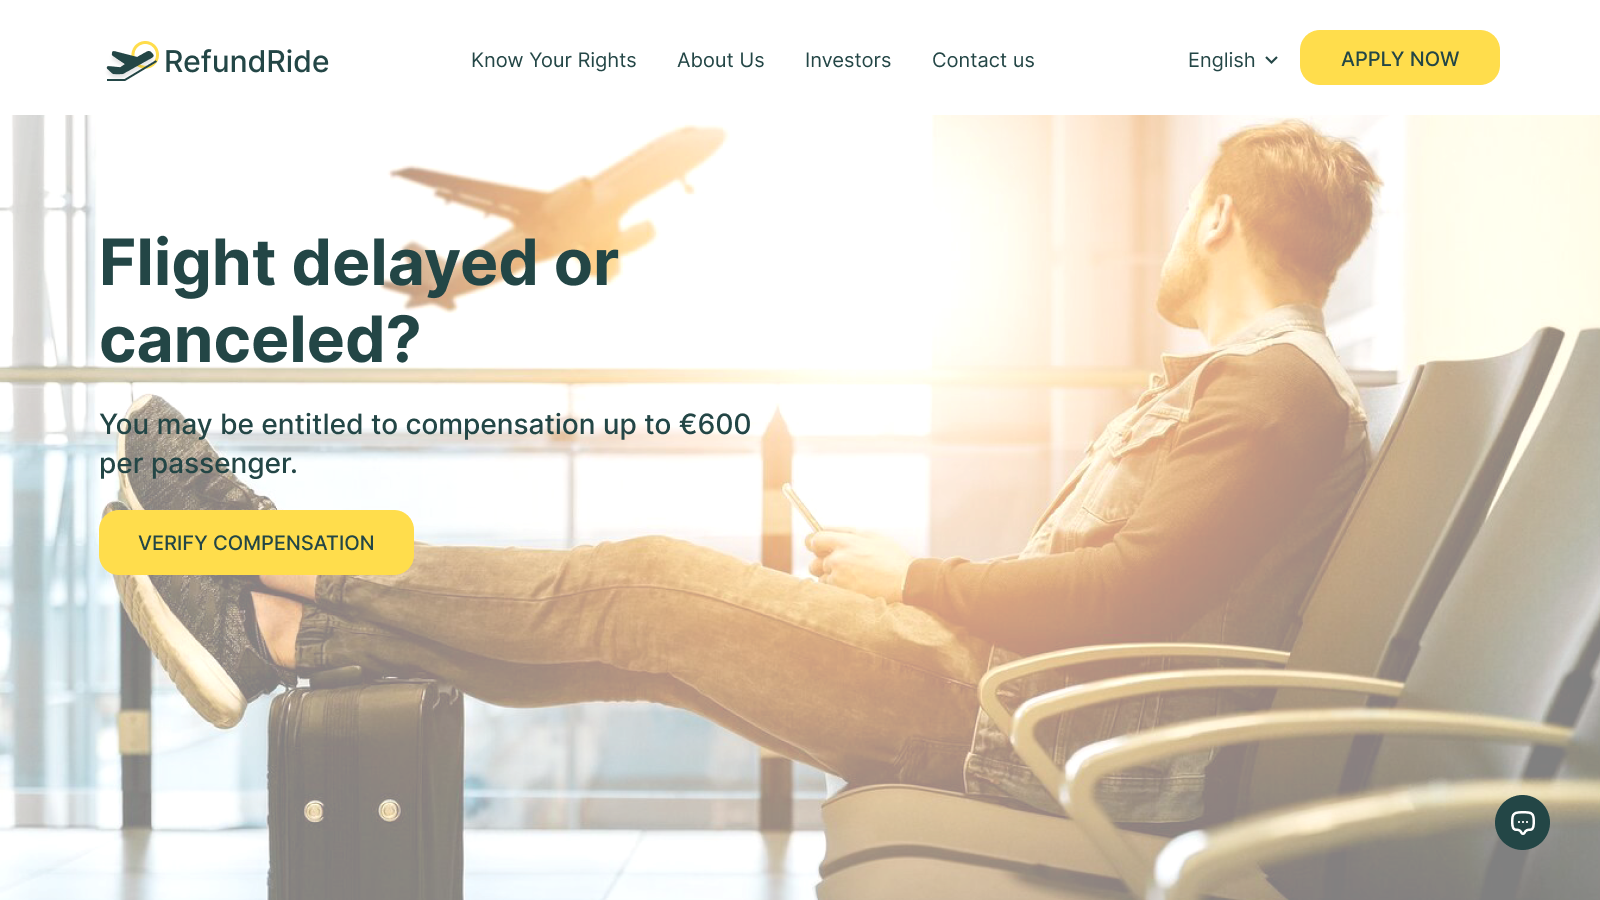 RefundRide
Know Your Rights
About Us
Investors
Contact us
English
APPLY NOW
Flight delayed or
canceled?
You may be entitled to compensation up to €600
per passenger.
VERIFY COMPENSATION